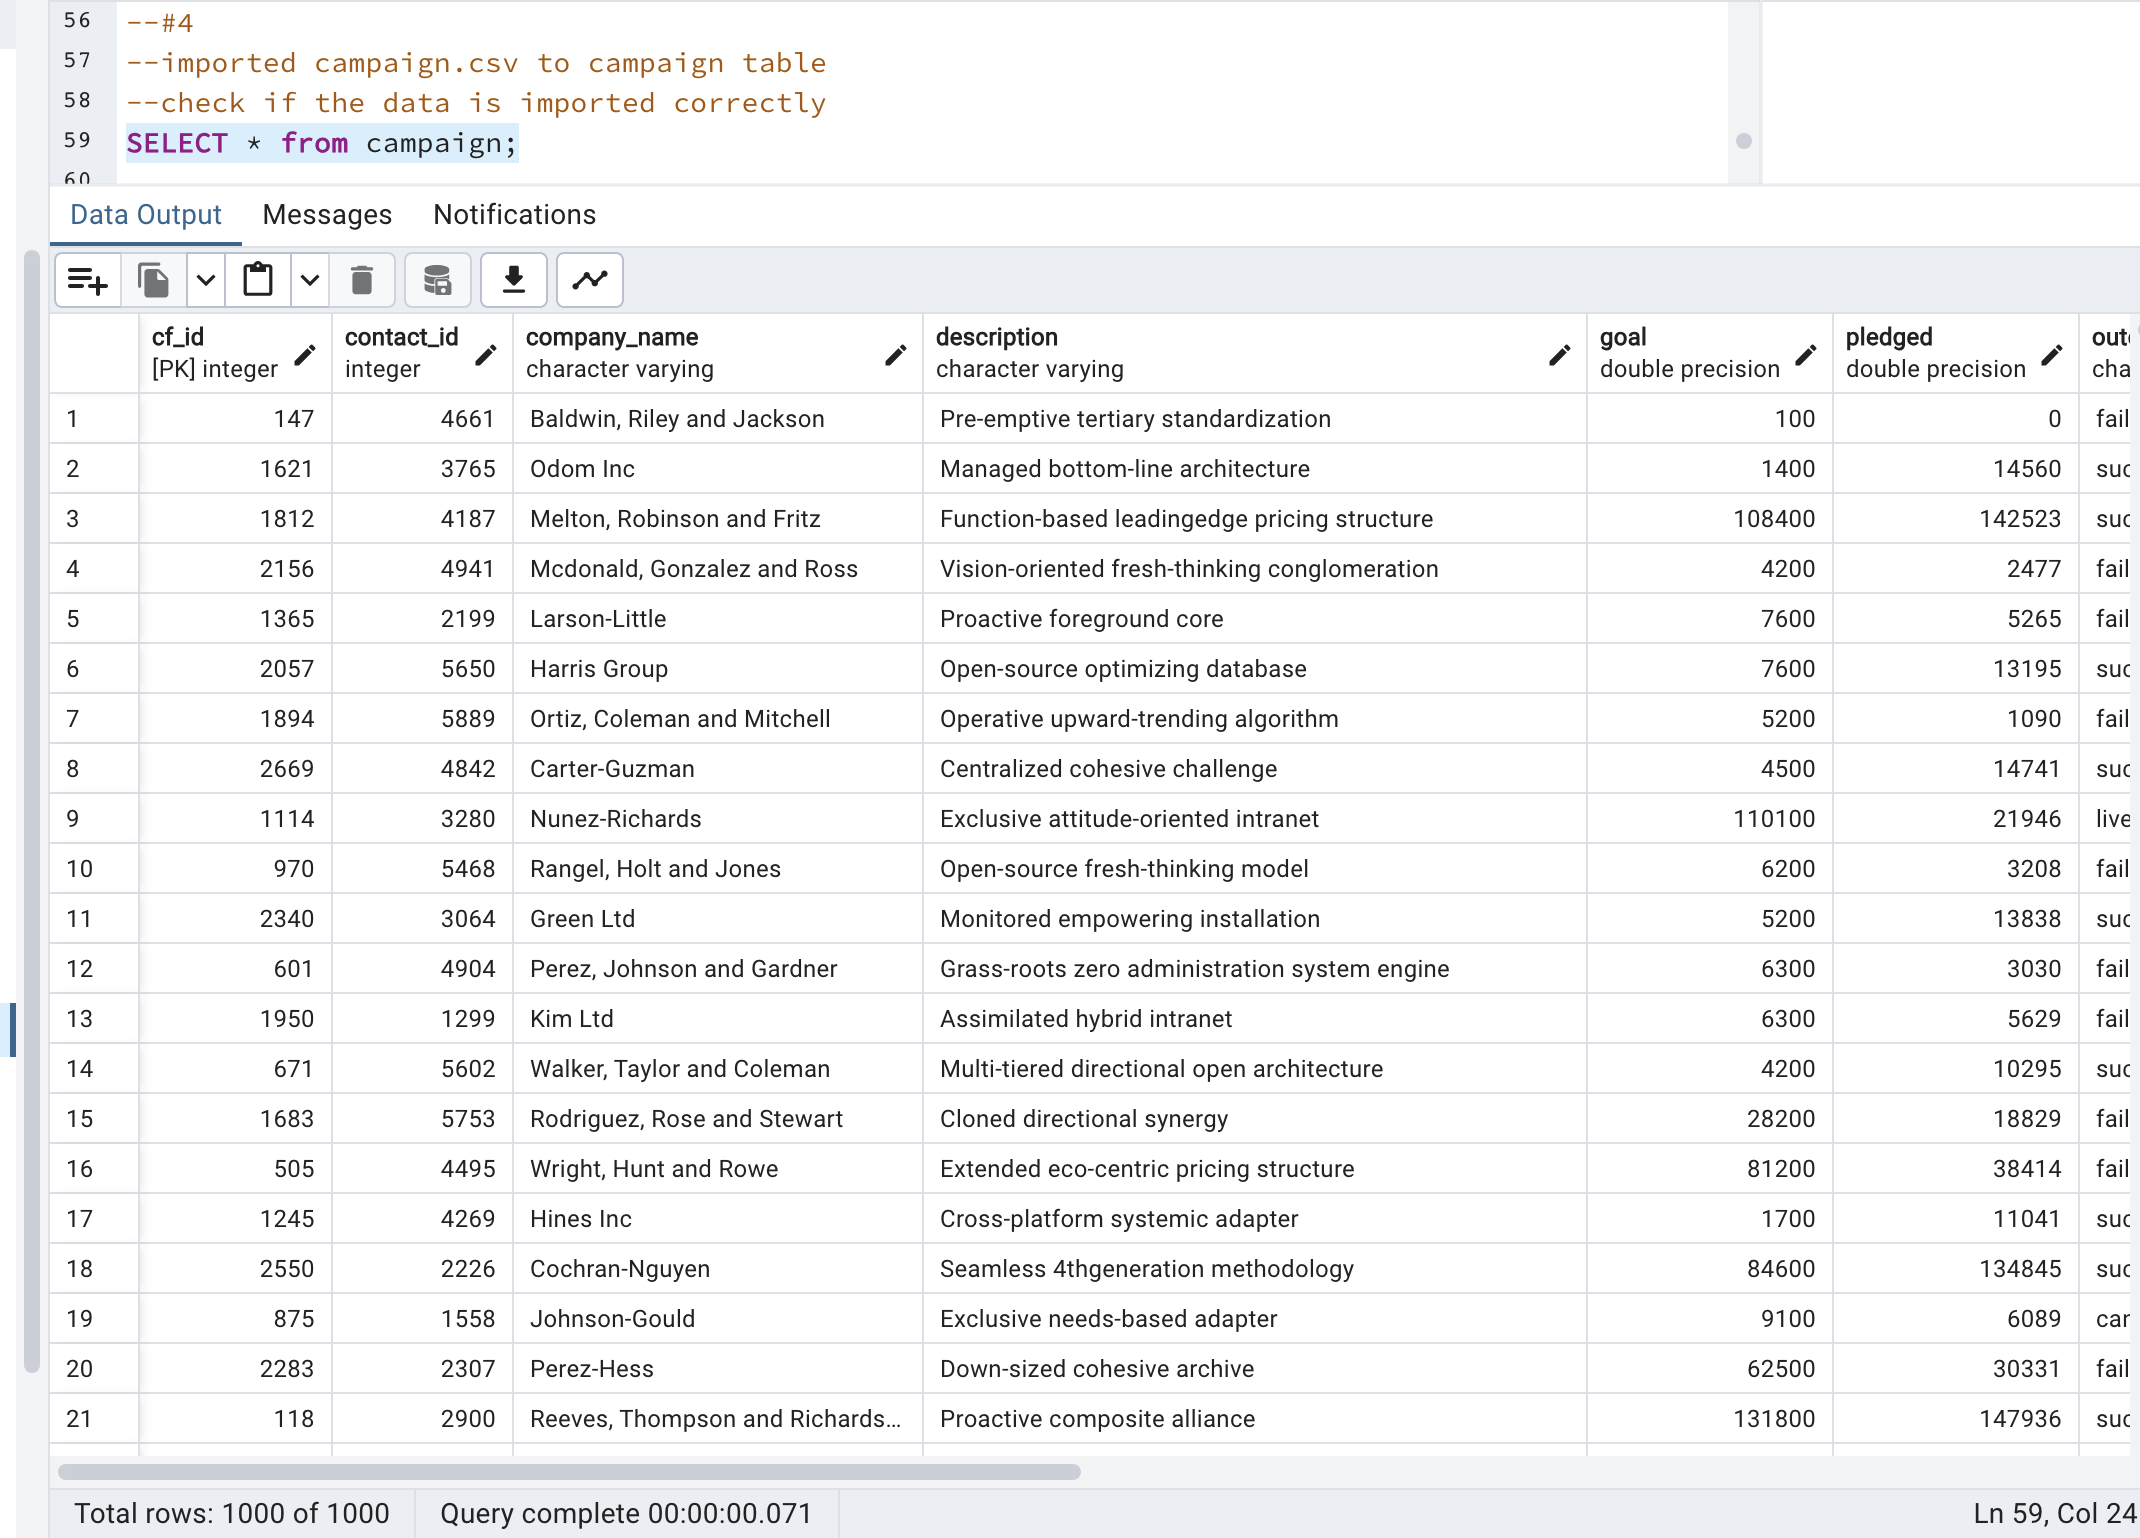 56 --#4
57 --imported campaign.csv to campaign table
58 --check if the data is imported correctly
59 SELECT * from campaign;
60
Data Output Messages Notifications
cf_id contact_id company_name description goal pledged
[PK] integer integer character varying character varying double precision double precision
1 147 4661 Baldwin, Riley and Jackson Pre-emptive tertiary standardization 100 0 fail
2 1621 3765 Odom Inc Managed bottom-line architecture 1400 14560 suc
3 1812 4187 Melton, Robinson and Fritz Function-based leadingedge pricing structure 108400 142523 suc
4 2156 4941 Mcdonald, Gonzalez and Ross Vision-oriented fresh-thinking conglomeration 4200 2477 fail
5 1365 2199 Larson-Little Proactive foreground core 7600 5265 fail
6 2057 5650 Harris Group Open-source optimizing database 7600 13195 suc
7 1894 5889 Ortiz, Coleman and Mitchell Operative upward-trending algorithm 5200 1090 fail
8 2669 4842 Carter-Guzman Centralized cohesive challenge 4500 14741 suc
9 1114 3280 Nunez-Richards Exclusive attitude-oriented intranet 110100 21946 live
10 970 5468 Rangel, Holt and Jones Open-source fresh-thinking model 6200 3208 fail
11 2340 3064 Green Ltd Monitored empowering installation 5200 13838 suc
12 601 4904 Perez, Johnson and Gardner Grass-roots zero administration system engine 6300 3030 fail
13 1950 1299 Kim Ltd Assimilated hybrid intranet 6300 5629 fail
14 671 5602 Walker, Taylor and Coleman Multi-tiered directional open architecture 4200 10295 suc
15 1683 5753 Rodriguez, Rose and Stewart Cloned directional synergy 28200 18829 fail
16 505 4495 Wright, Hunt and Rowe Extended eco-centric pricing structure 81200 38414 fail
17 1245 4269 Hines Inc Cross-platform systemic adapter 1700 11041 suc
18 2550 2226 Cochran-Nguyen Seamless 4thgeneration methodology 84600 134845 suc
19 875 1558 Johnson-Gould Exclusive needs-based adapter 9100 6089 can
20 2283 2307 Perez-Hess Down-sized cohesive archive 62500 30331 fail
21 118 2900 Reeves, Thompson and Richards... Proactive composite alliance 131800 147936 suc
Total rows: 1000 of 1000 Query complete 00:00:00.071 Ln 59, Col 24